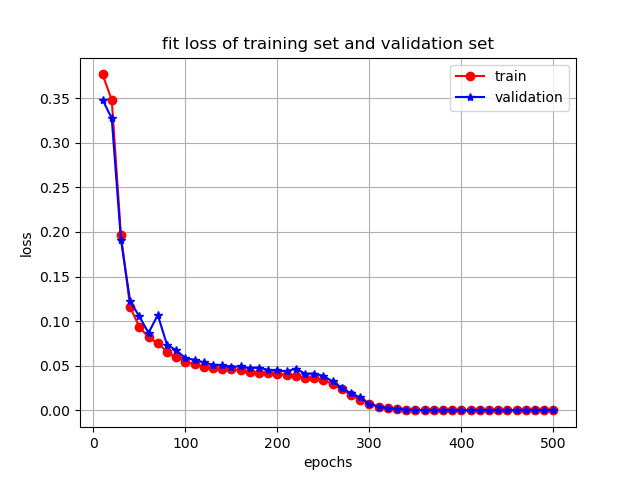 fit loss of training set and validation set
train
validation
0.35
0.30
0.25
0.20
0.15
0.10
0.05
0.00
loss
0 100 200 300 400 500
epochs